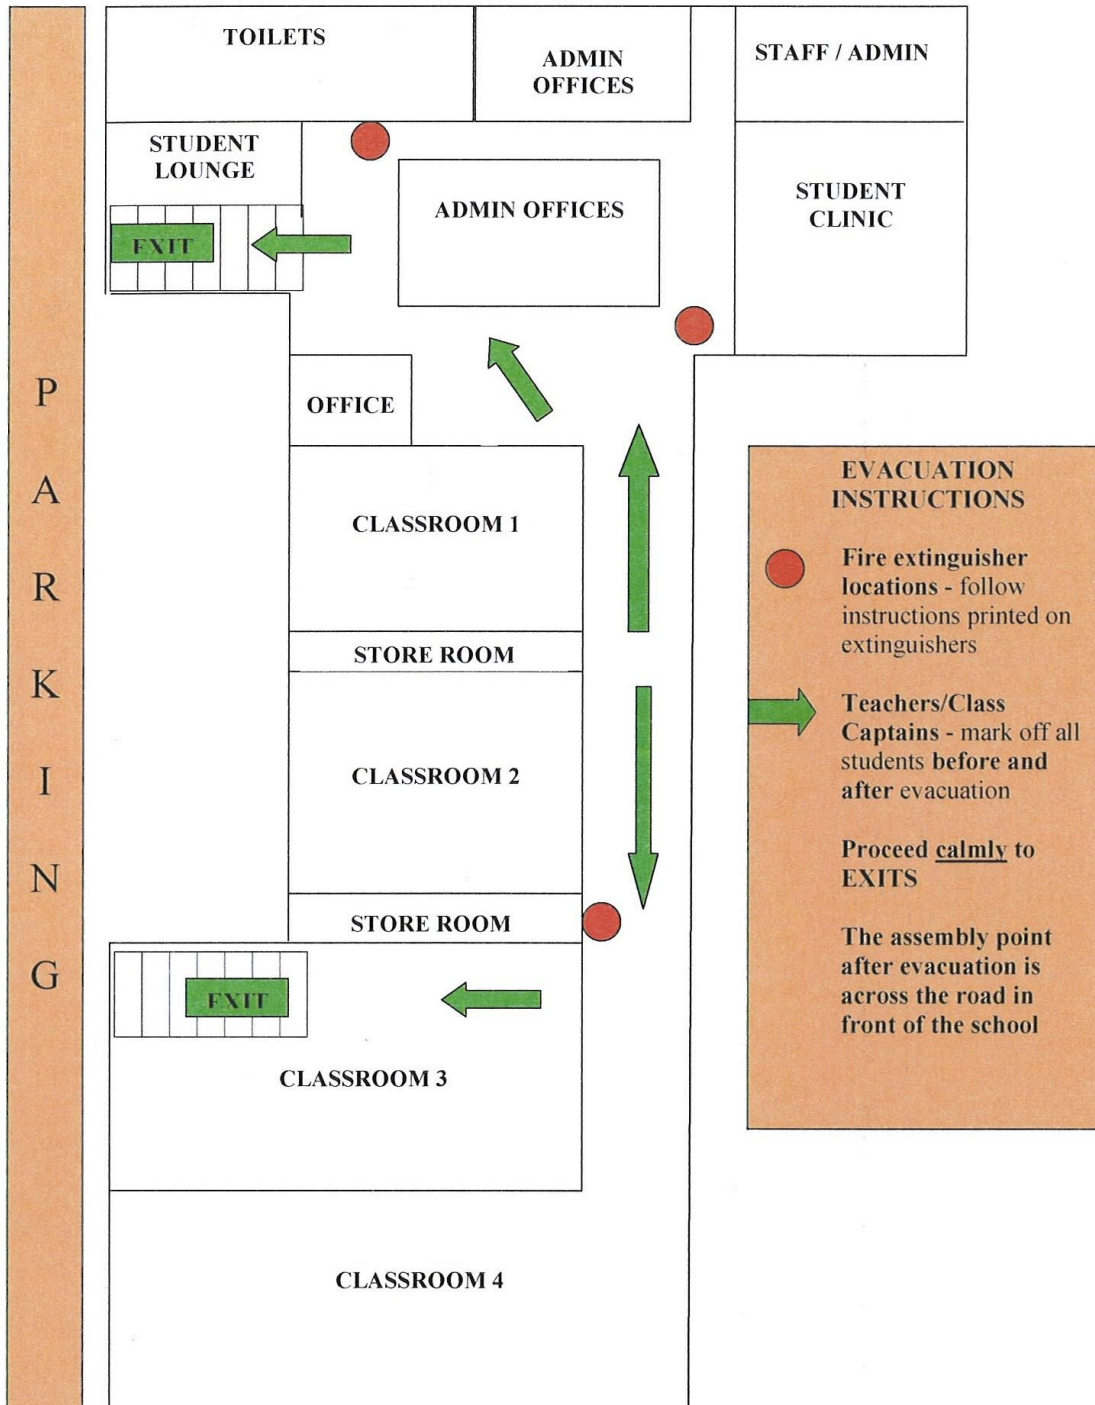 TOILETS
ADMIN
OFFICES
STAFF / ADMIN
STUDENT
LOUNGE
ADMIN OFFICES
STUDENT
CLINIC
EXIT
OFFICE
CLASSROOM 1
STORE ROOM
CLASSROOM 2
STORE ROOM
EXIT
CLASSROOM 3
CLASSROOM 4
PARKING
EVACUATION
INSTRUCTIONS
Fire extinguisher
locations - follow
instructions printed on
extinguishers
Teachers/Class
Captains - mark off all
students before and
after evacuation
Proceed calmly to
EXITS
The assembly point
after evacuation is
across the road in
front of the school